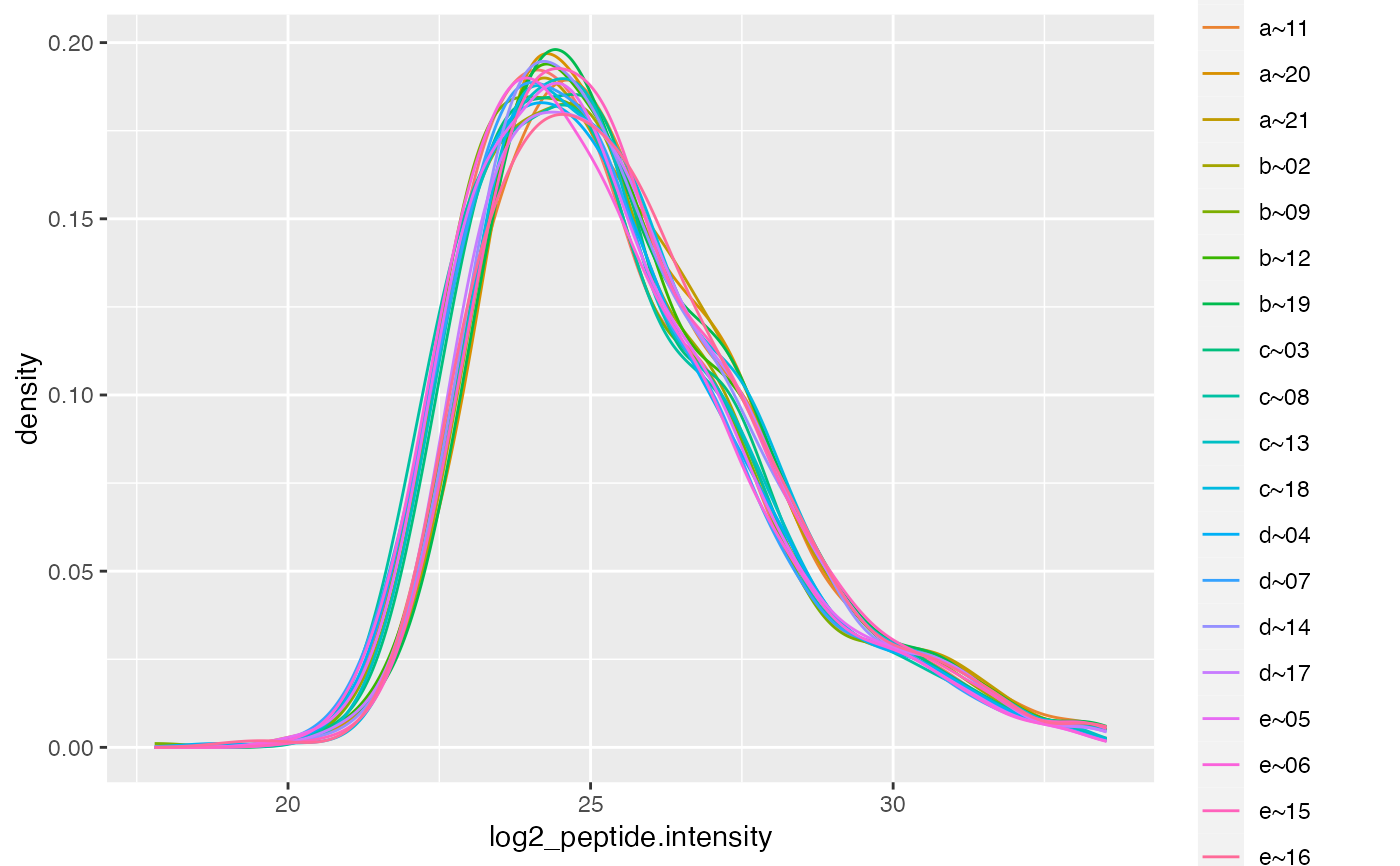 0.20
0.15
0.10
0.05
0.00
density
20 25 30
log2_peptide.intensity
a~11
a~20
a~21
b~02
b~09
b~12
b~19
c~03
c~08
c~13
c~18
d~04
d~07
d~14
d~17
e~05
e~06
e~15
e~16